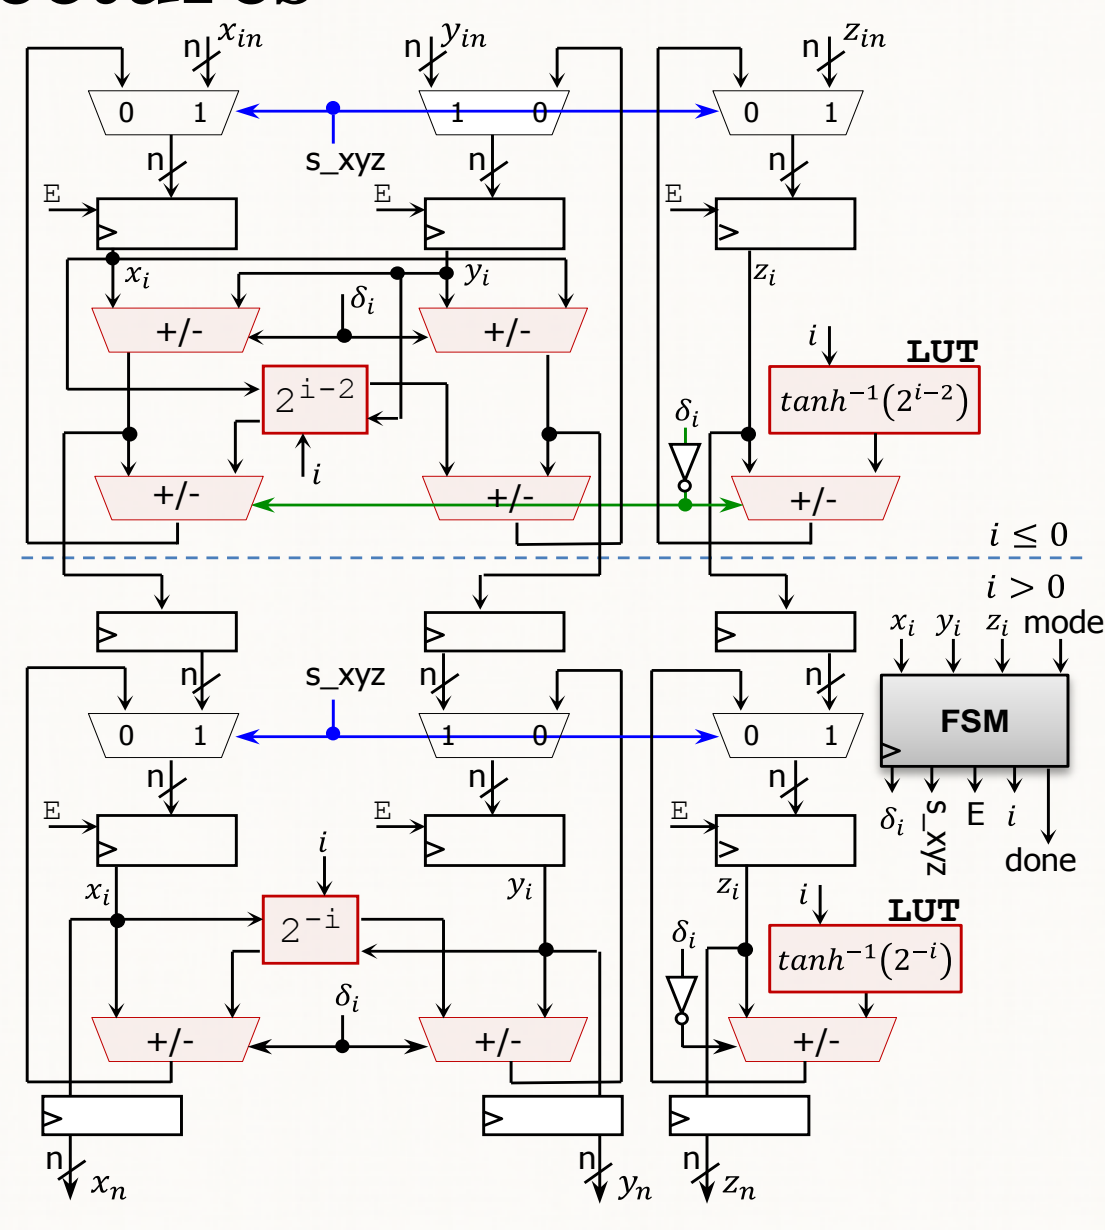 n x_in n y_in n z_in
0 1 1 0 0 1
s_xyz
n n n
E E E
x_i y_i z_i
δ_i
+/- +/-
i LUT
2^{i-2} tanh⁻¹(2^{i-2})
δ_i
i
+/- +/- +/-
i ≤ 0
i > 0
x_i y_i z_i mode
n s_xyz n n
FSM
0 1 1 0 0 1
n n n
δ_i s_xyz E i
E E E
done
i
x_i y_i z_i i
LUT
2^{-i} δ_i tanh⁻¹(2^{-i})
δ_i
+/- +/- +/-
n x_n n y_n n z_n